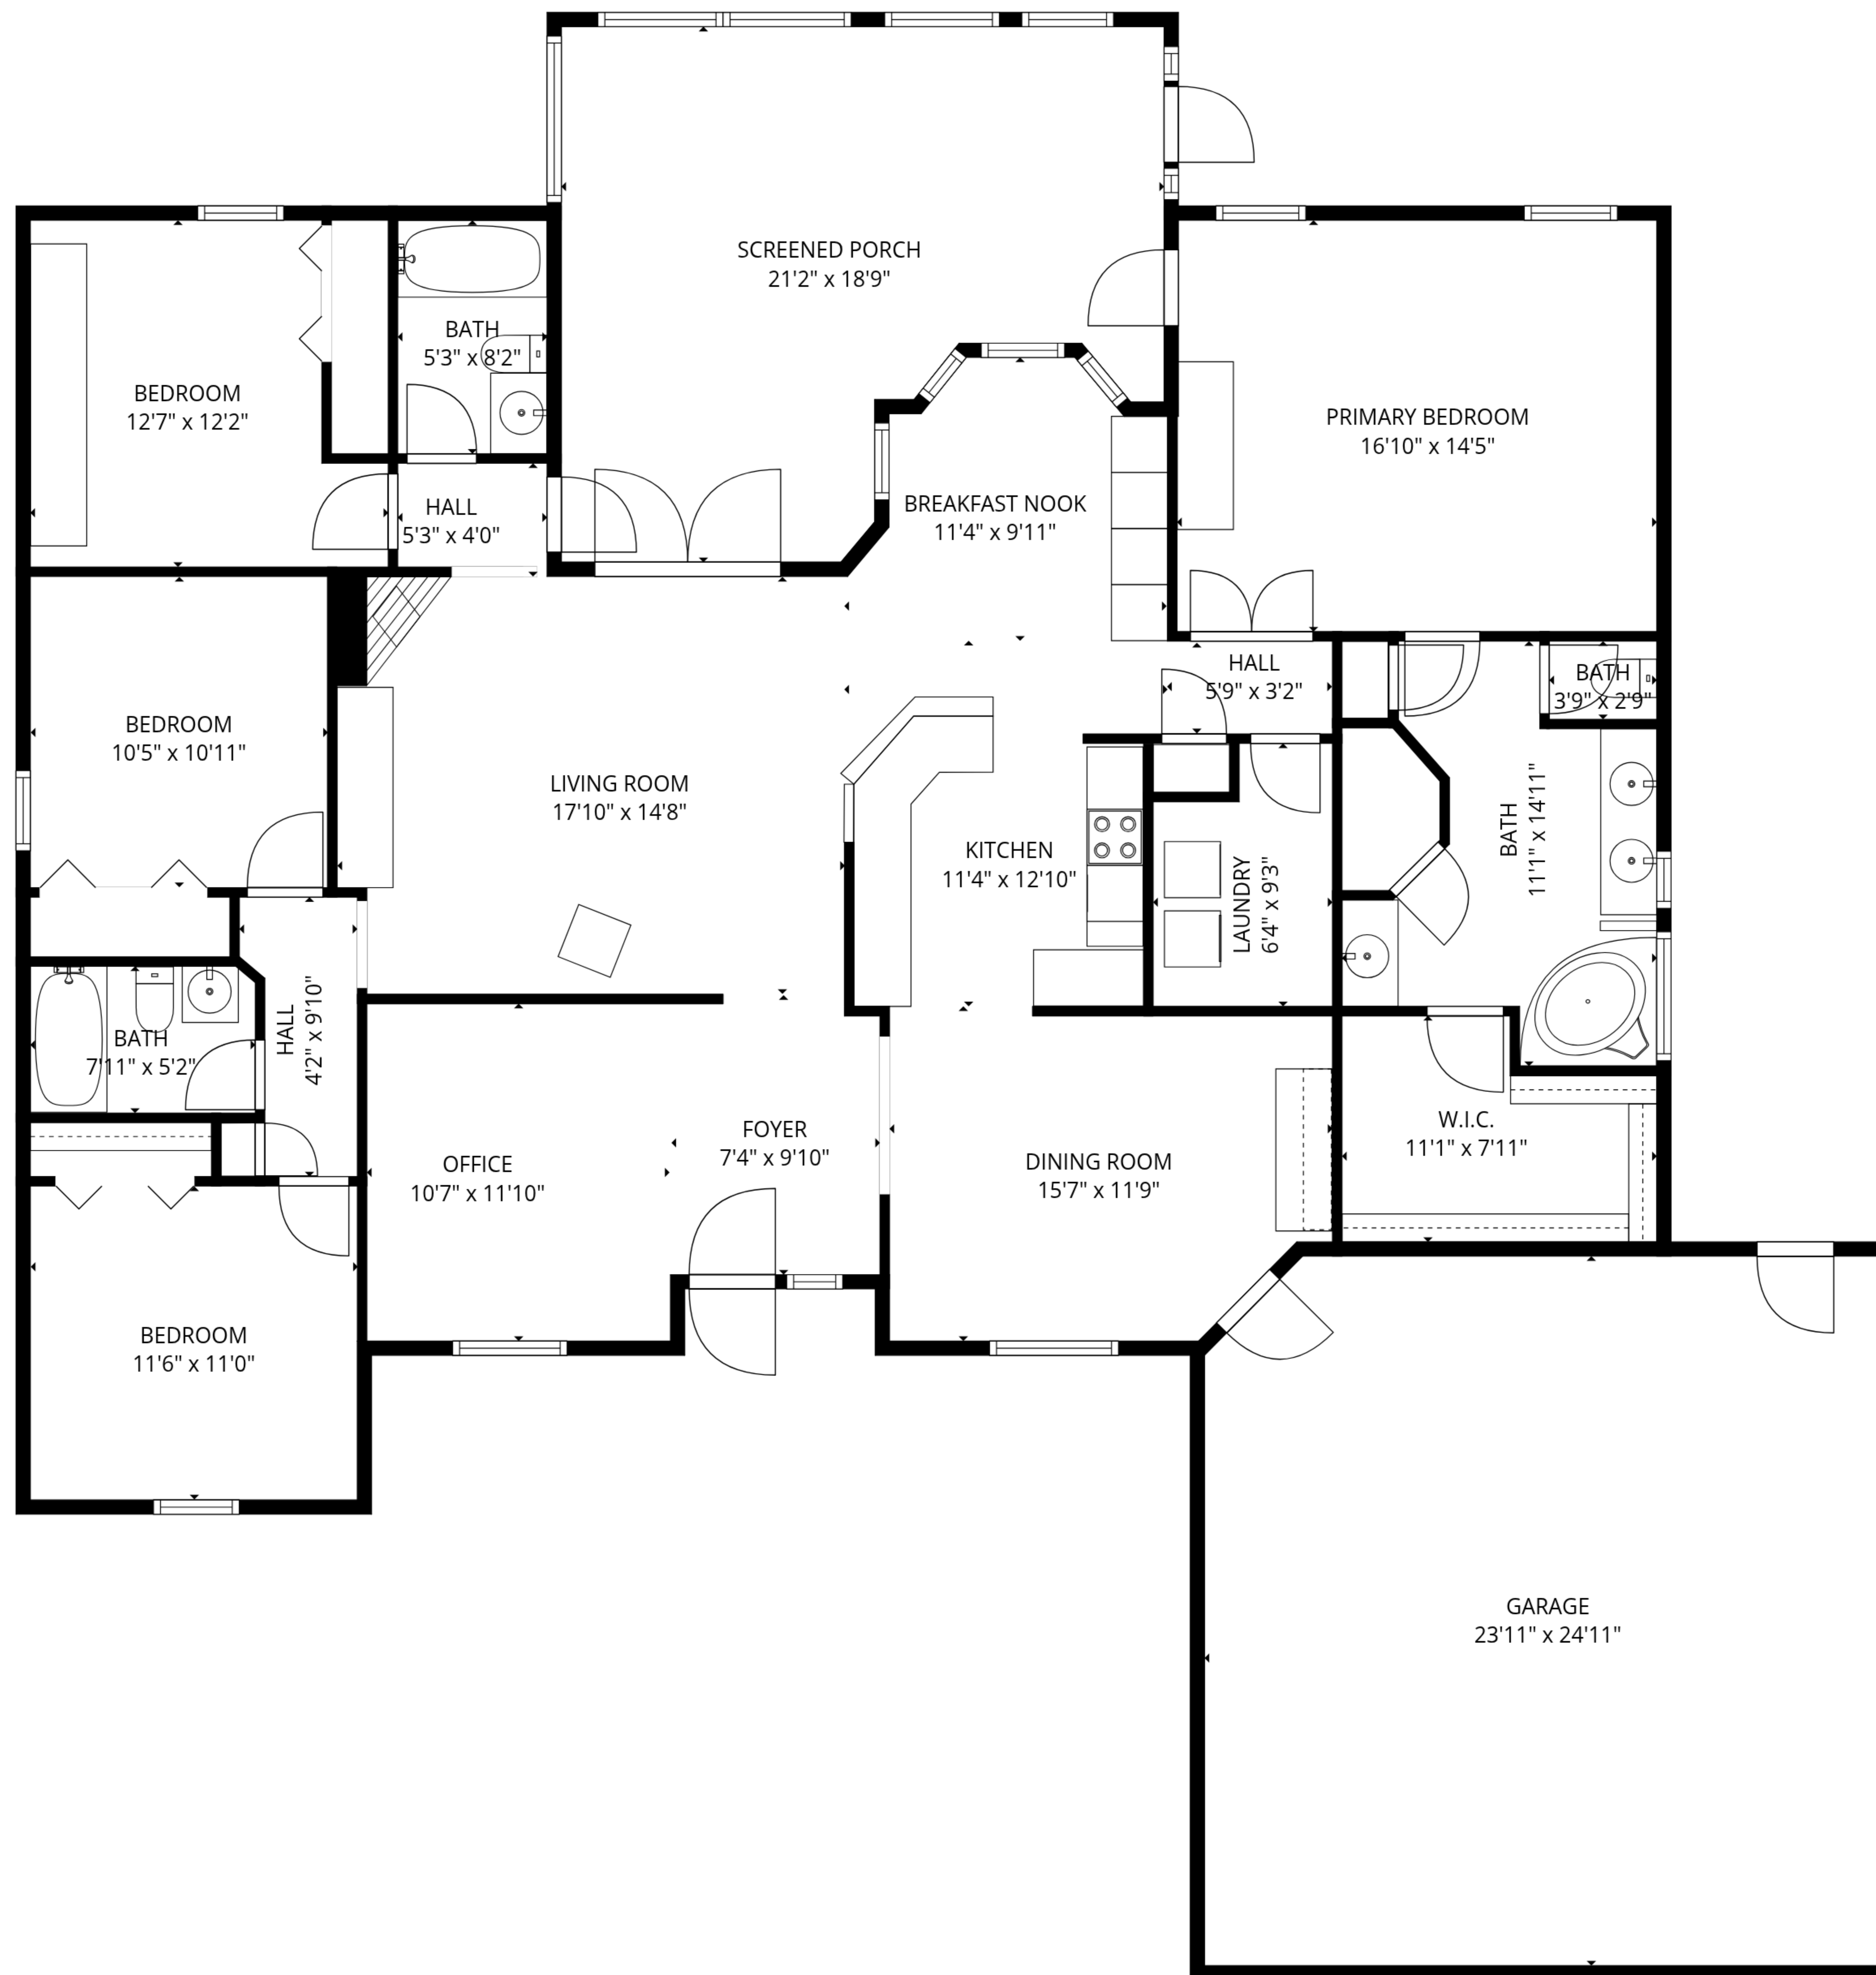 SCREENED PORCH
21'2" x 18'9"
BATH
5'3" x 8'2"
BEDROOM
12'7" x 12'2"
PRIMARY BEDROOM
16'10" x 14'5"
HALL
5'3" x 4'0"
BREAKFAST NOOK
11'4" x 9'11"
HALL
5'9" x 3'2"
BATH
3'9" x 2'9"
BEDROOM
10'5" x 10'11"
LIVING ROOM
17'10" x 14'8"
KITCHEN
11'4" x 12'10"
LAUNDRY
6'4" x 9'3"
BATH
11'1" x 14'11"
BATH
7'11" x 5'2"
HALL
4'2" x 9'10"
OFFICE
10'7" x 11'10"
FOYER
7'4" x 9'10"
DINING ROOM
15'7" x 11'9"
W.I.C.
11'1" x 7'11"
BEDROOM
11'6" x 11'0"
GARAGE
23'11" x 24'11"